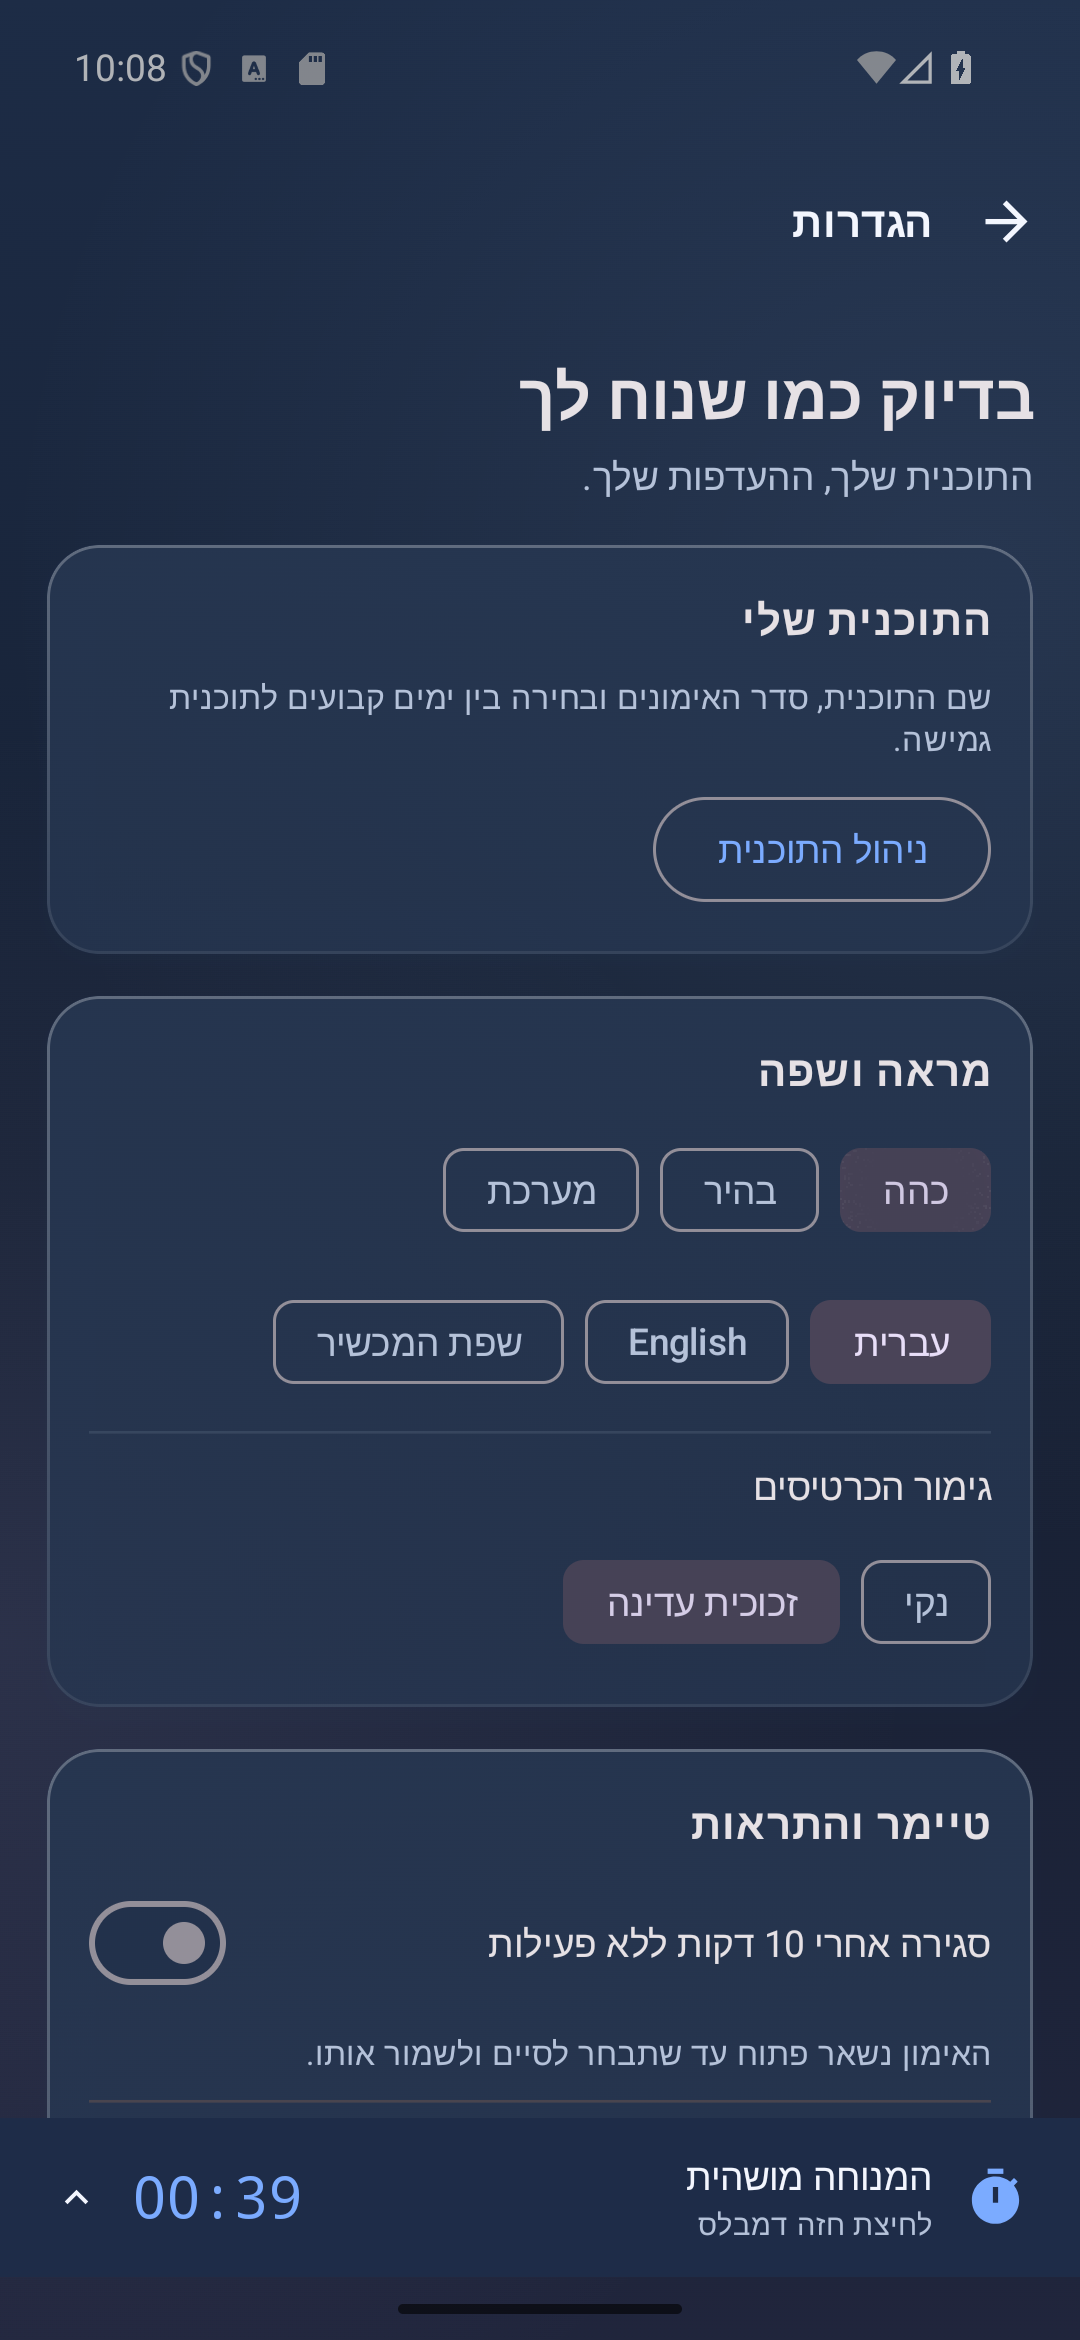 10:08
הגדרות
בדיוק כמו שנוח לך
התוכנית שלך, ההעדפות שלך.
התוכנית שלי
שם התוכנית, סדר האימונים ובחירה בין ימים קבועים לתוכנית
גמישה.
ניהול התוכנית
מראה ושפה
כהה בהיר מערכת
עברית English שפת המכשיר
גימור הכרטיסים
נקי זכוכית עדינה
טיימר והתראות
סגירה אחרי 10 דקות ללא פעילות
האימון נשאר פתוח עד שתבחר לסיים ולשמור אותו.
המנוחה מושהית
לחיצת חזה דמבלס
00:39